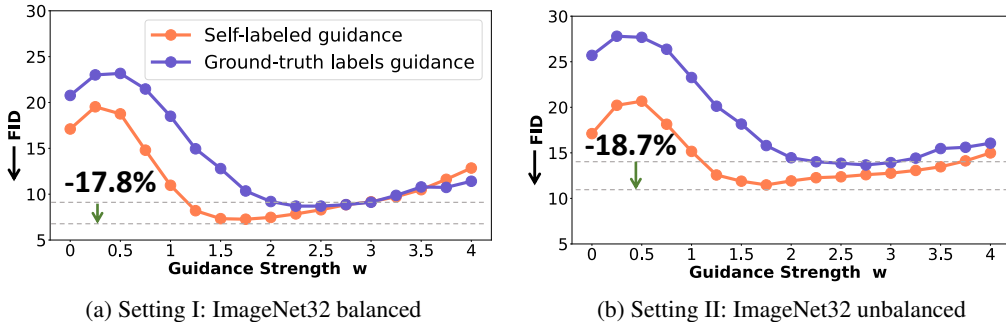 30
25
20
15
10
5
↓ FID
Self-labeled guidance
Ground-truth labels guidance
-17.8%
0 0.5 1 1.5 2 2.5 3 3.5 4
Guidance Strength w
(a) Setting I: ImageNet32 balanced
30
25
20
15
10
5
↓ FID
-18.7%
0 0.5 1 1.5 2 2.5 3 3.5 4
Guidance Strength w
(b) Setting II: ImageNet32 unbalanced